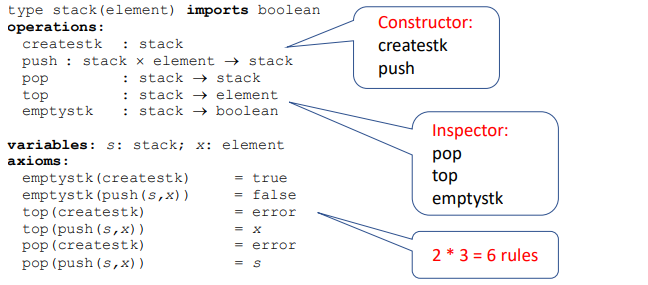 type stack(element) imports boolean
operations:
createstk : stack
push : stack × element → stack
pop : stack → stack
top : stack → element
emptystk : stack → boolean
variables: s: stack; x: element
axioms:
emptystk(createstk) = true
emptystk(push(s,x)) = false
top(createstk) = error
top(push(s,x)) = x
pop(createstk) = error
pop(push(s,x)) = s
Constructor:
createstk
push
Inspector:
pop
top
emptystk
2 * 3 = 6 rules